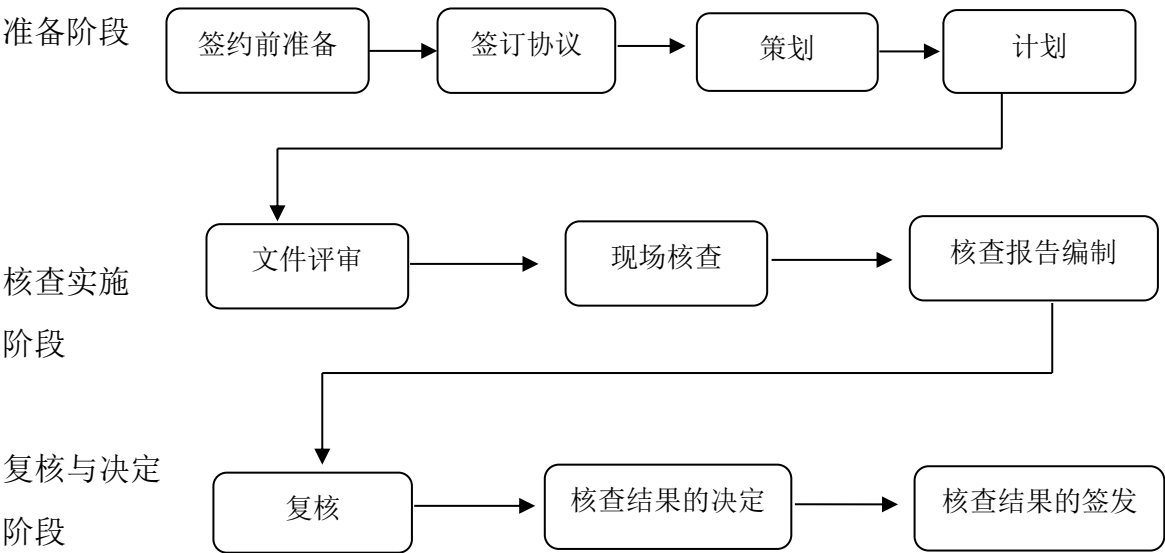 准备阶段
签约前准备
签订协议
策划
计划
文件评审
现场核查
核查报告编制
核查实施
阶段
复核与决定
阶段
复核
核查结果的决定
核查结果的签发